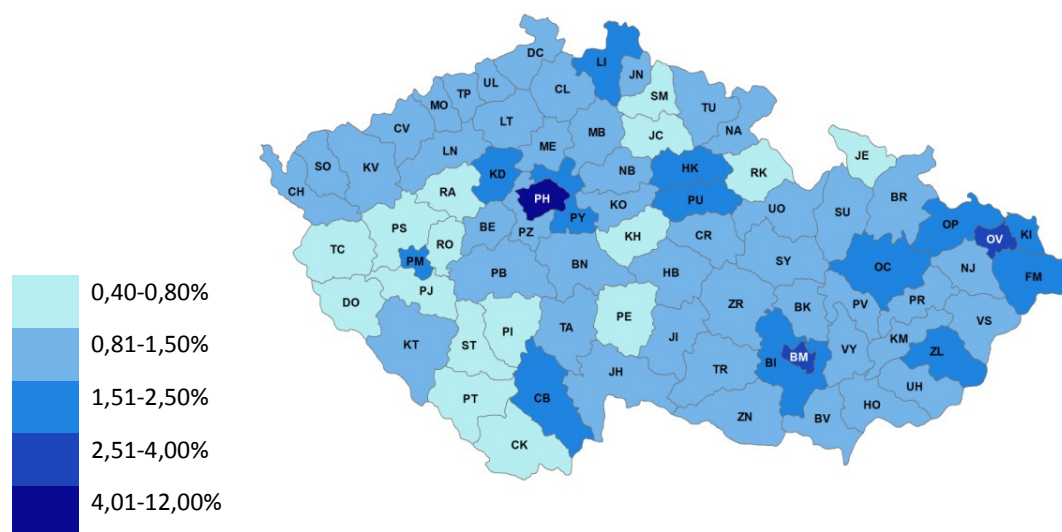 DC
LI
UL
JN
TP
CL
SM
MO
TU
CV
LT
MB
NA
JC
ME
LN
SO
KV
NB
HK
RK
JE
CH
KD
RA
BR
PH
KO
PU
UO
SU
PS
PY
OP
KI
BE
PZ
KH
CR
OV
TC
RO
PM
SY
OC
NJ
FM
PB
BN
HB
PJ
DO
ZR
BK
PV
PR
VS
PE
TA
PI
ST
KT
JI
KM
ZL
VY
BM
BI
TR
JH
UH
CB
PT
HO
ZN
BV
CK
0,40-0,80%
0,81-1,50%
1,51-2,50%
2,51-4,00%
4,01-12,00%